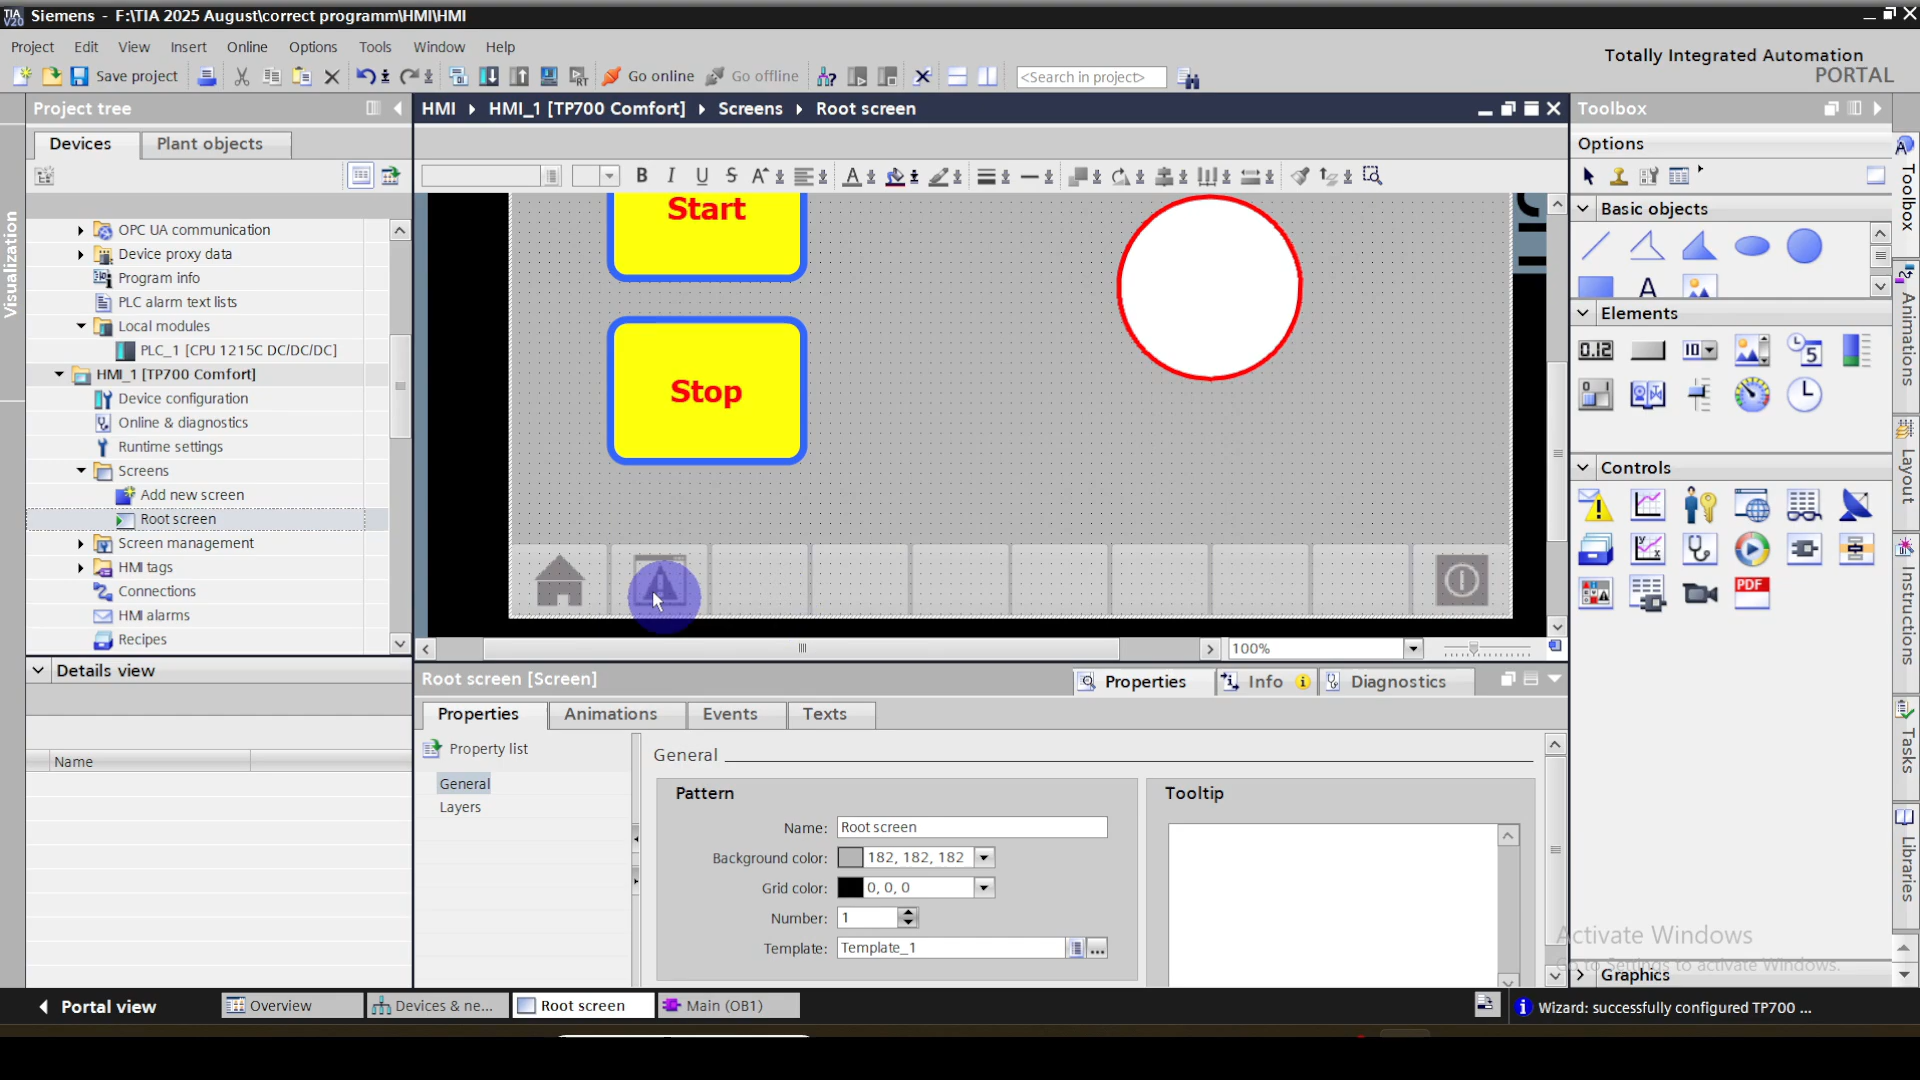 TIA V20 Siemens - F:\TIA 2025 August\correct programm\HMI\HMI
Project Edit View Insert Online Options Tools Window Help
Totally Integrated Automation
PORTAL
Save project Go online Go offline <Search in project>
Project tree
HMI HMI_1 [TP700 Comfort] Screens Root screen
Toolbox
Devices Plant objects
Options
B I U S A A
Basic objects
A
OPC UA communication
Device proxy data
Program info
PLC alarm text lists
Local modules
PLC_1 [CPU 1215C DC/DC/DC]
HMI_1 [TP700 Comfort]
Device configuration
Online & diagnostics
Runtime settings
Screens
Add new screen
Root screen
Screen management
HMI tags
Connections
HMI alarms
Recipes
Start
Stop
100%
Elements
0.12 10 5
Controls
PDF
Graphics
Visualization
Toolbox
Animations
Layout
Instructions
Tasks
Libraries
Details view
Name
Root screen [Screen]
Properties Info Diagnostics
Properties Animations Events Texts
Property list
General
Layers
General
Pattern
Name: Root screen
Background color: 182, 182, 182
Grid color: 0, 0, 0
Number: 1
Template: Template_1
Tooltip
Activate Windows
Go to Settings to activate Windows.
Portal view Overview Devices & ne... Root screen Main (OB1)
Wizard: successfully configured TP700 ...